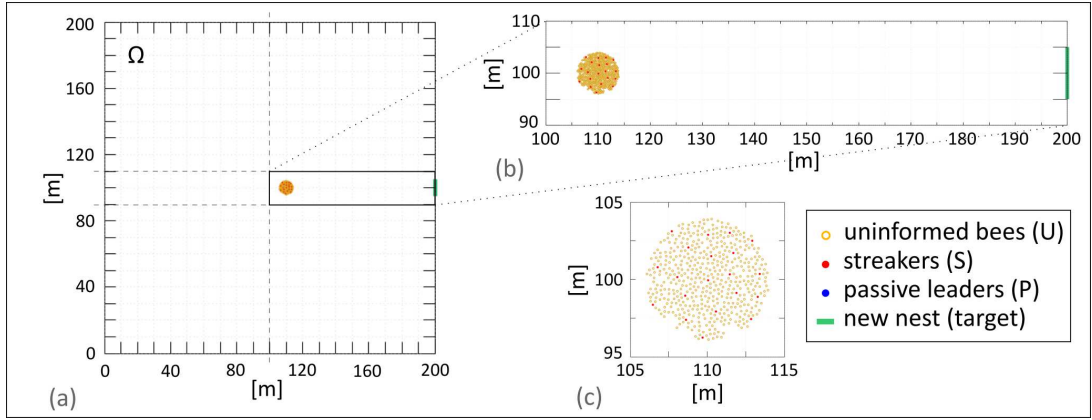 200
160
120
80
40
0
0
40
80
120
160
200
[m]
[m]
Ω
(a)
110
100
90
100
110
120
130
140
150
160
170
180
190
200
[m]
[m]
(b)
105
100
95
105
110
115
[m]
[m]
(c)
uninformed bees (U)
streakers (S)
passive leaders (P)
new nest (target)